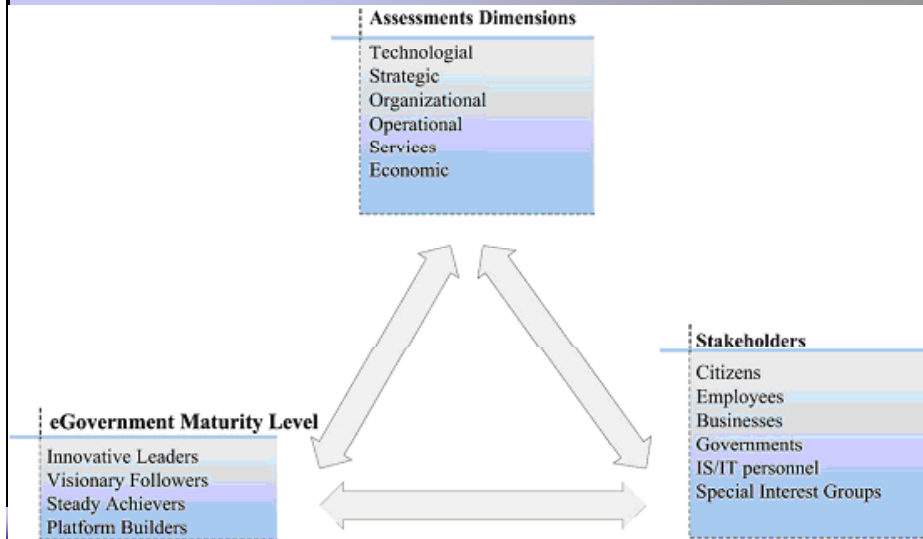 Assessments Dimensions
Technologial
Strategic
Organizational
Operational
Services
Economic
Stakeholders
Citizens
Employees
Businesses
Governments
IS/IT personnel
Special Interest Groups
eGovernment Maturity Level
Innovative Leaders
Visionary Followers
Steady Achievers
Platform Builders